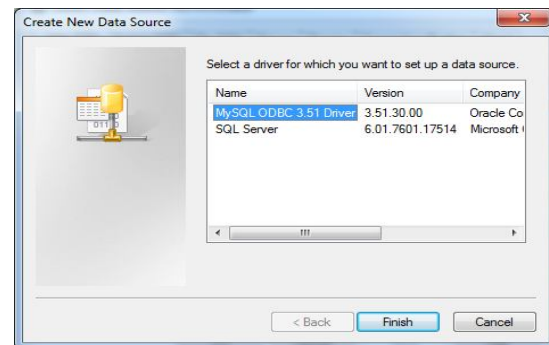 Create New Data Source
Select a driver for which you want to set up a data source.
Name Version Company
MySQL ODBC 3.51 Driver 3.51.30.00 Oracle Co
SQL Server 6.01.7601.17514 Microsoft
< Back Finish Cancel